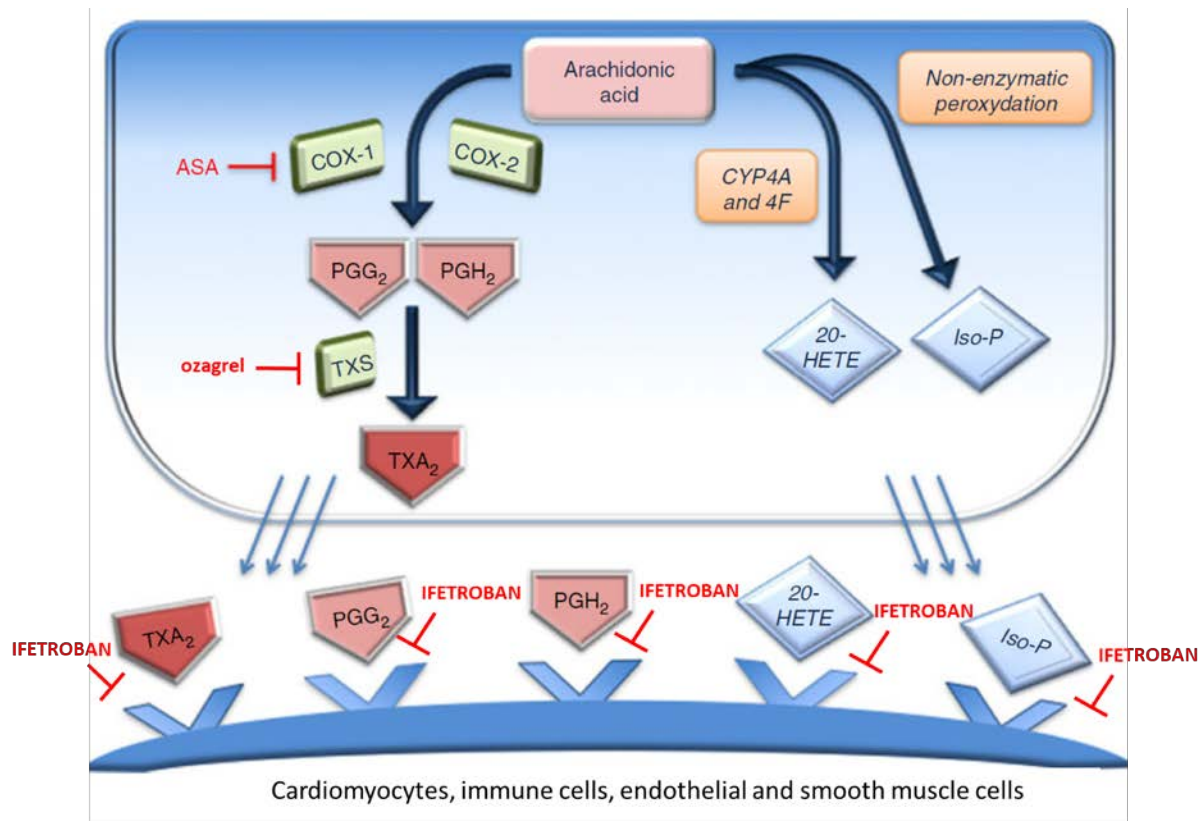 Arachidonic
acid
Non-enzymatic
peroxydation
ASA
COX-1
COX-2
CYP4A
and 4F
PGG₂
PGH₂
20-
HETE
Iso-P
ozagrel
TXS
TXA₂
IFETROBAN
TXA₂
PGG₂
IFETROBAN
PGH₂
IFETROBAN
20-
HETE
IFETROBAN
Iso-P
IFETROBAN
Cardiomyocytes, immune cells, endothelial and smooth muscle cells